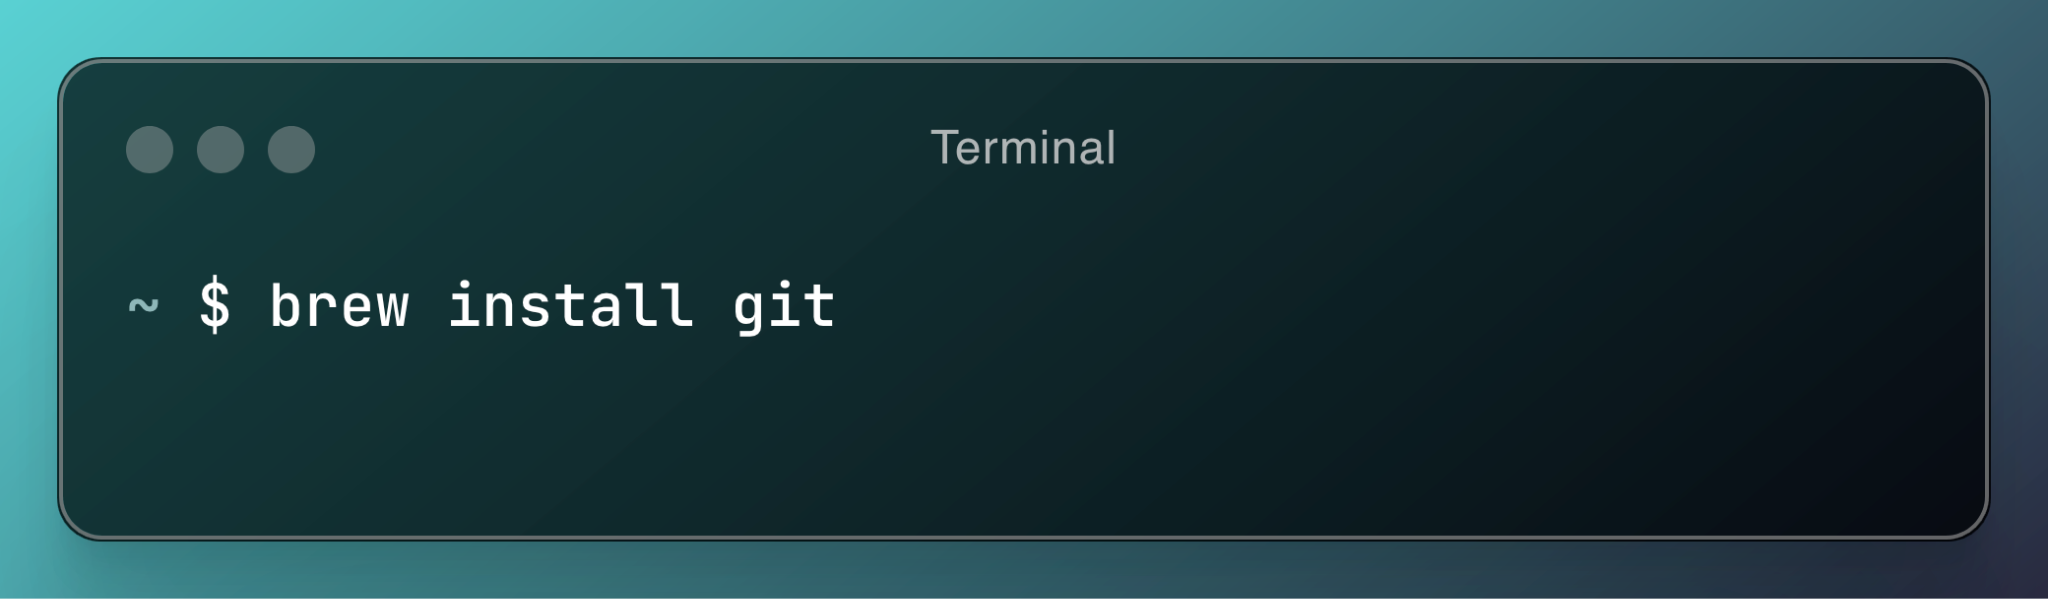 Terminal
~ $ brew install git